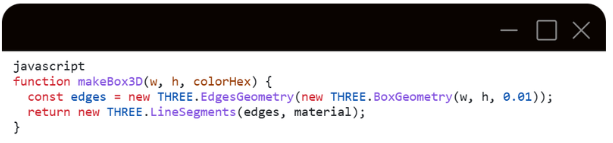 javascript
function makeBox3D(w, h, colorHex) {
  const edges = new THREE.EdgesGeometry(new THREE.BoxGeometry(w, h, 0.01));
  return new THREE.LineSegments(edges, material);
}